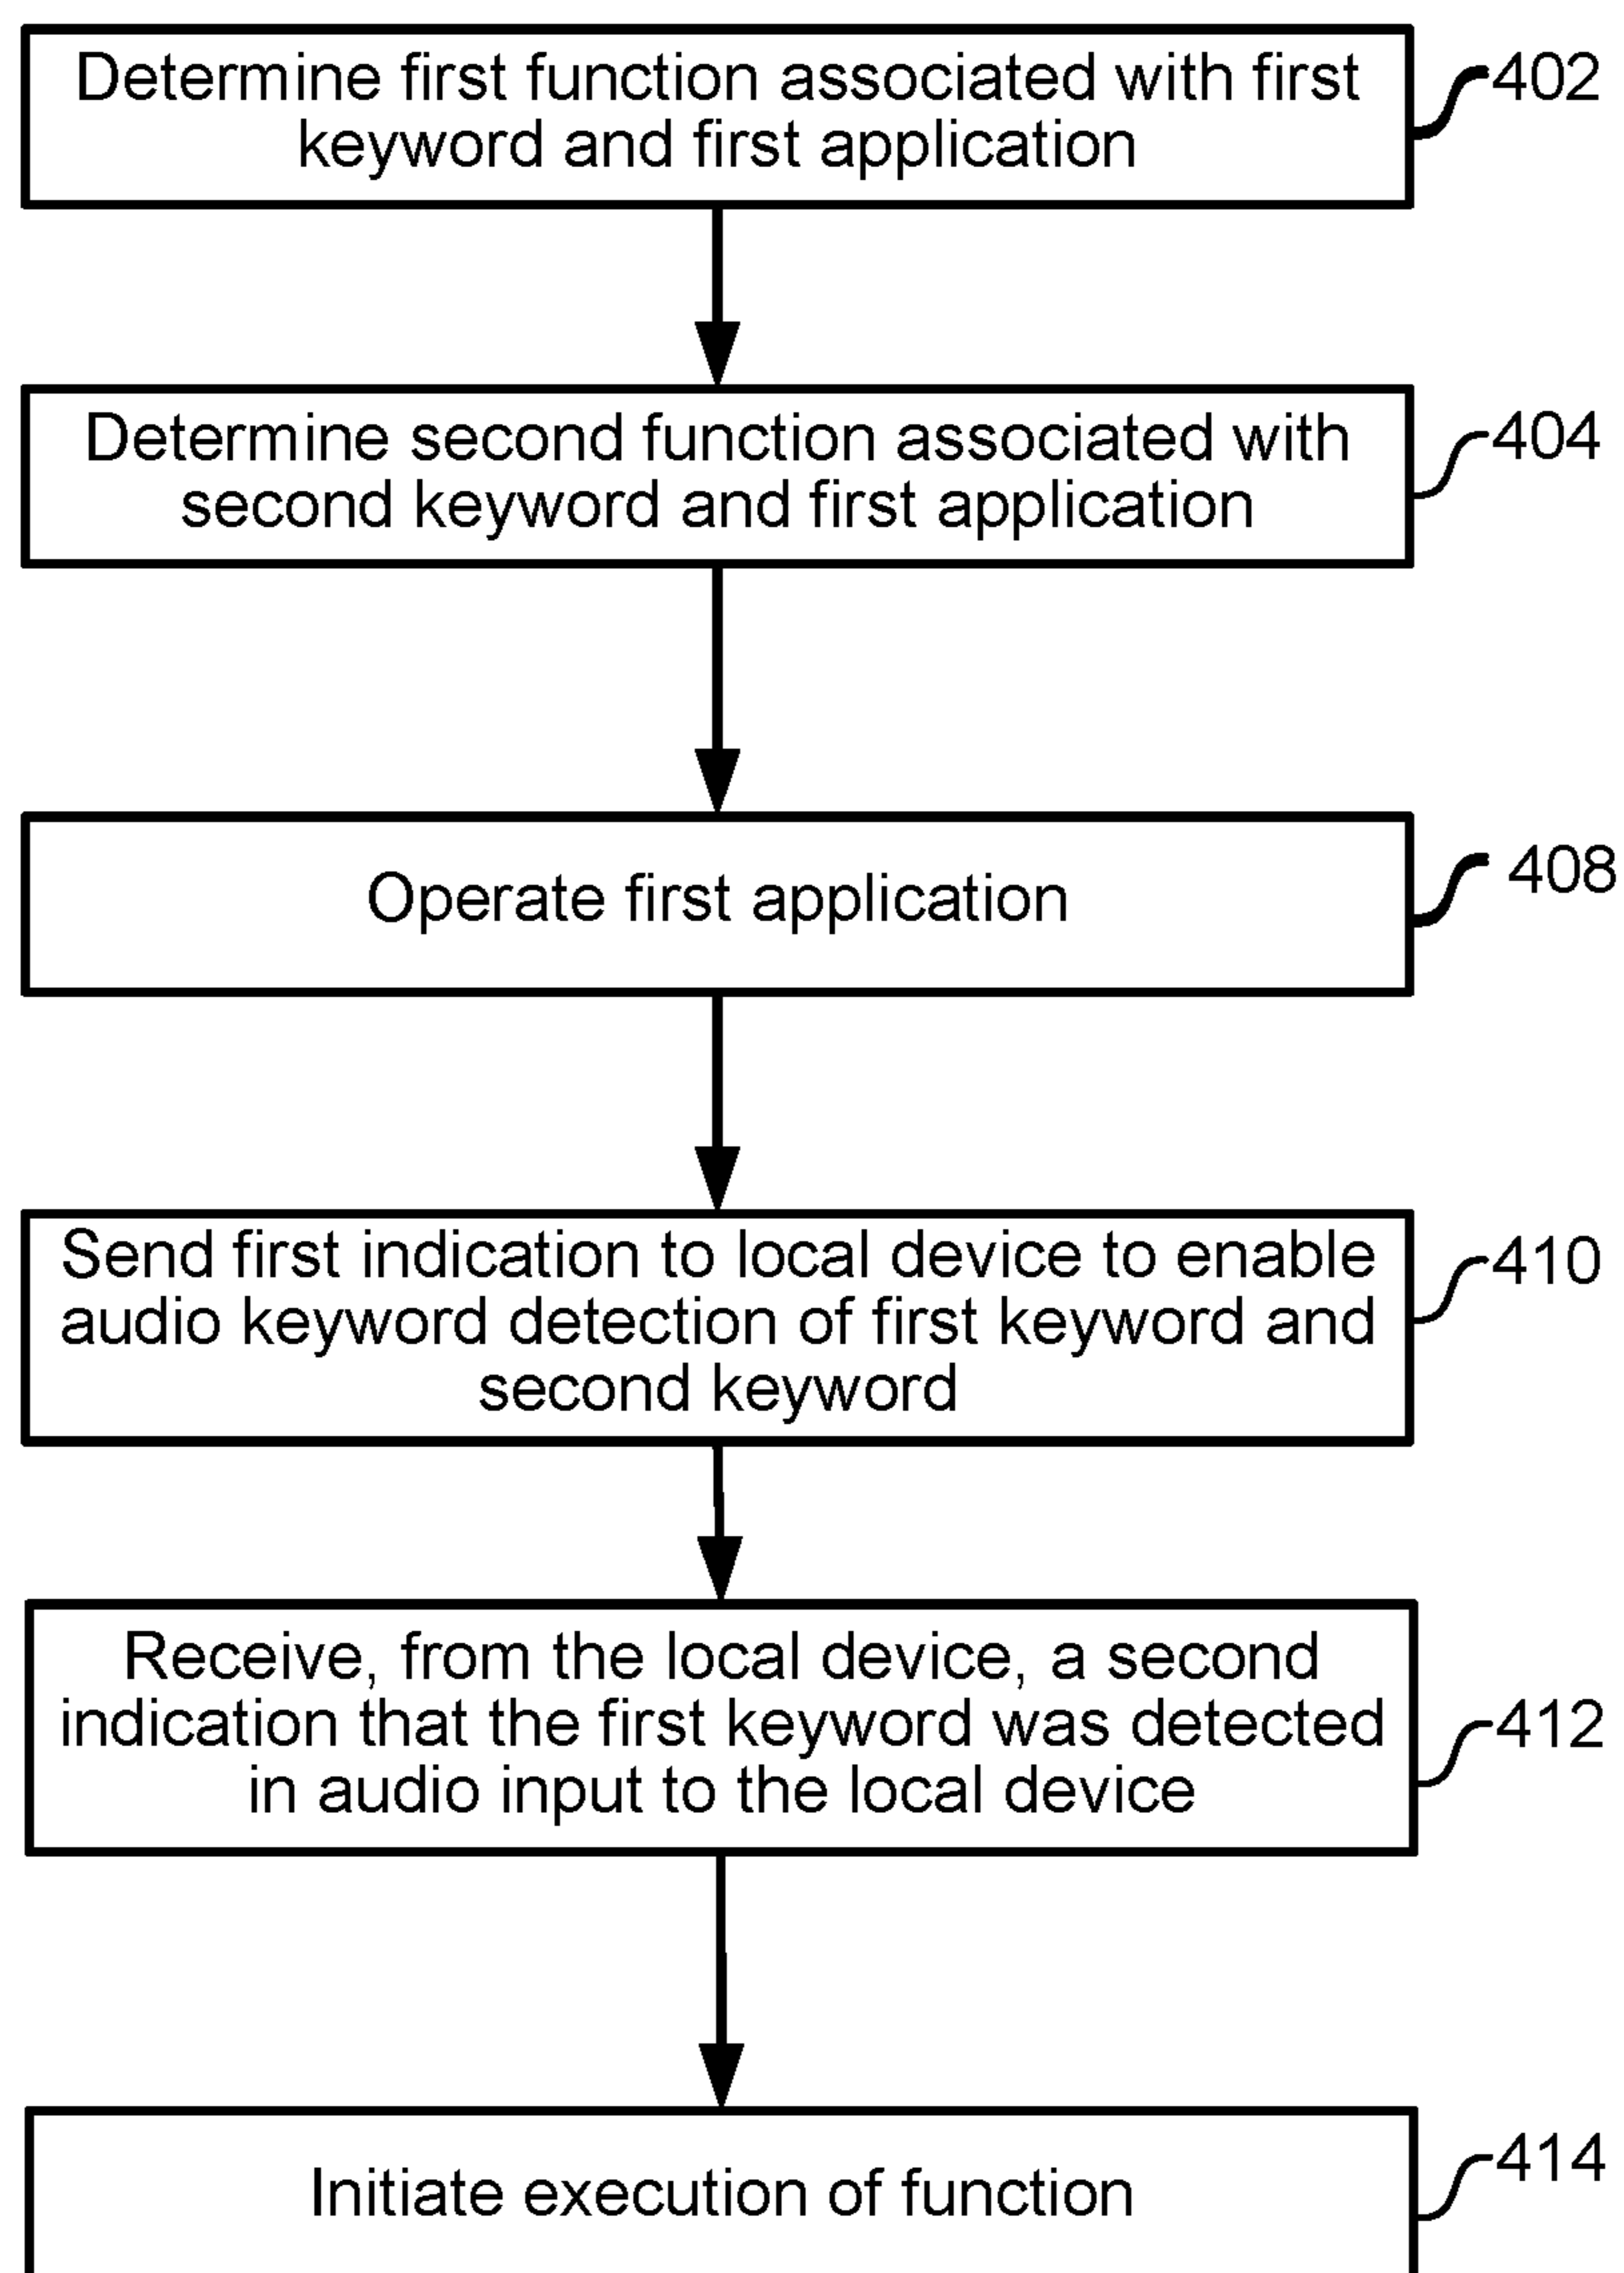 Determine first function associated with first
keyword and first application
402
Determine second function associated with
second keyword and first application
404
Operate first application
408
Send first indication to local device to enable
audio keyword detection of first keyword and
second keyword
410
Receive, from the local device, a second
indication that the first keyword was detected
in audio input to the local device
412
Initiate execution of function
414